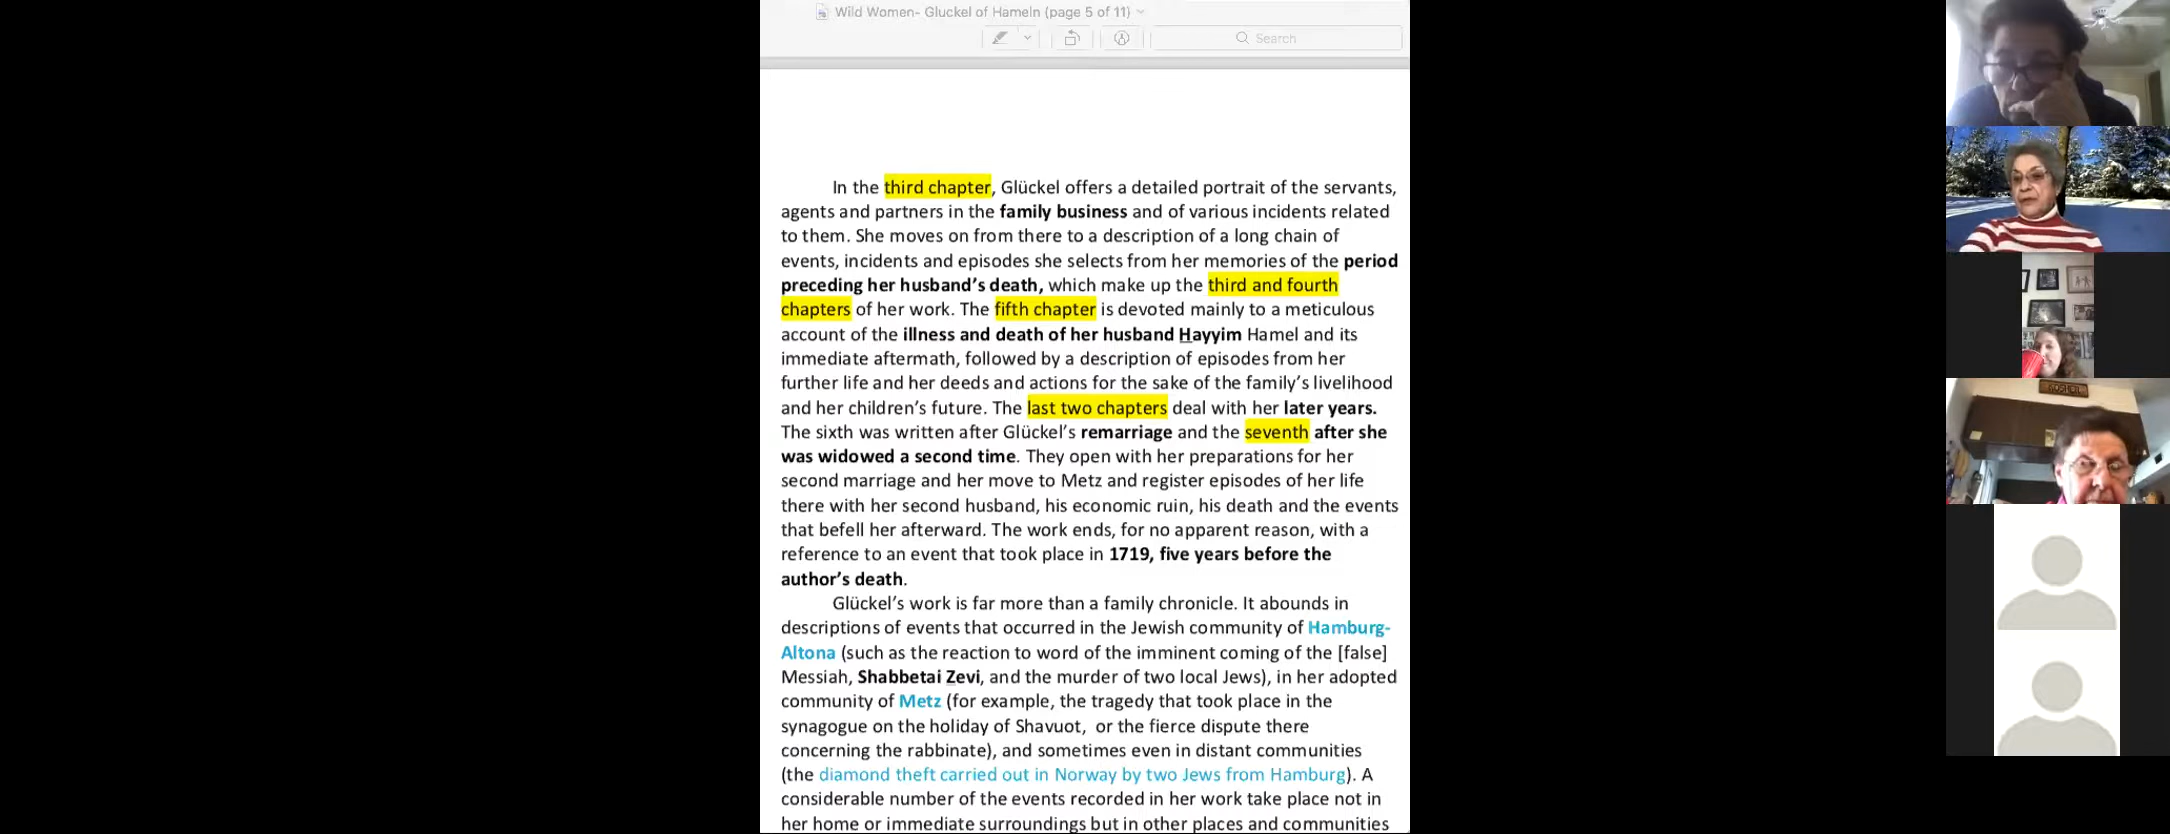 Wild Women- Gluckel of Hameln (page 5 of 11)
Search
In the third chapter, Glückel offers a detailed portrait of the servants,
agents and partners in the family business and of various incidents related
to them. She moves on from there to a description of a long chain of
events, incidents and episodes she selects from her memories of the period
preceding her husband's death, which make up the third and fourth
chapters of her work. The fifth chapter is devoted mainly to a meticulous
account of the illness and death of her husband Hayyim Hamel and its
immediate aftermath, followed by a description of episodes from her
further life and her deeds and actions for the sake of the family's livelihood
and her children's future. The last two chapters deal with her later years.
The sixth was written after Glückel's remarriage and the seventh after she
was widowed a second time. They open with her preparations for her
second marriage and her move to Metz and register episodes of her life
there with her second husband, his economic ruin, his death and the events
that befell her afterward. The work ends, for no apparent reason, with a
reference to an event that took place in 1719, five years before the
author's death.
Glückel's work is far more than a family chronicle. It abounds in
descriptions of events that occurred in the Jewish community of Hamburg-
Altona (such as the reaction to word of the imminent coming of the [false]
Messiah, Shabbetai Zevi, and the murder of two local Jews), in her adopted
community of Metz (for example, the tragedy that took place in the
synagogue on the holiday of Shavuot, or the fierce dispute there
concerning the rabbinate), and sometimes even in distant communities
(the diamond theft carried out in Norway by two Jews from Hamburg). A
considerable number of the events recorded in her work take place not in
her home or immediate surroundings but in other places and communities